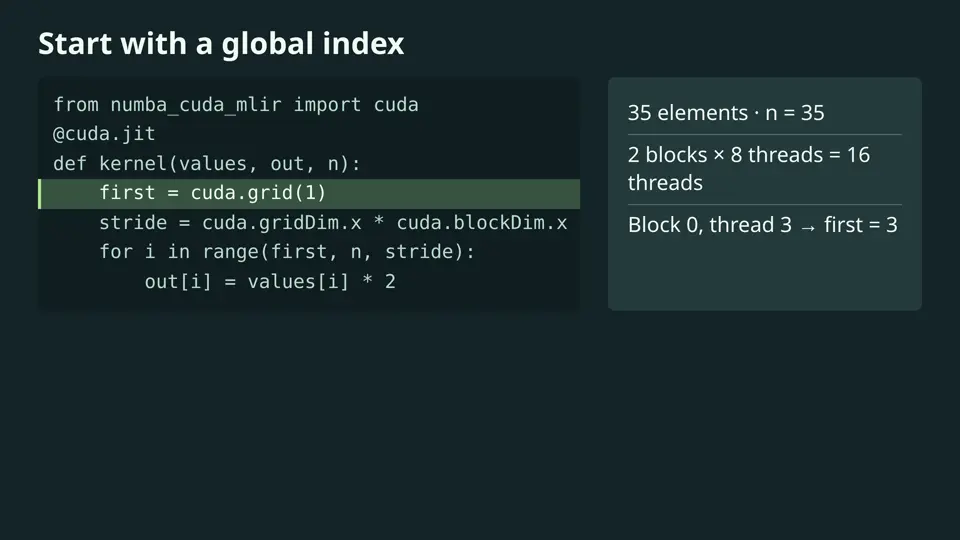 Start with a global index
from numba_cuda_mlir import cuda
@cuda.jit
def kernel(values, out, n):
    first = cuda.grid(1)
    stride = cuda.gridDim.x * cuda.blockDim.x
    for i in range(first, n, stride):
        out[i] = values[i] * 2
35 elements · n = 35
2 blocks × 8 threads = 16
threads
Block 0, thread 3 → first = 3